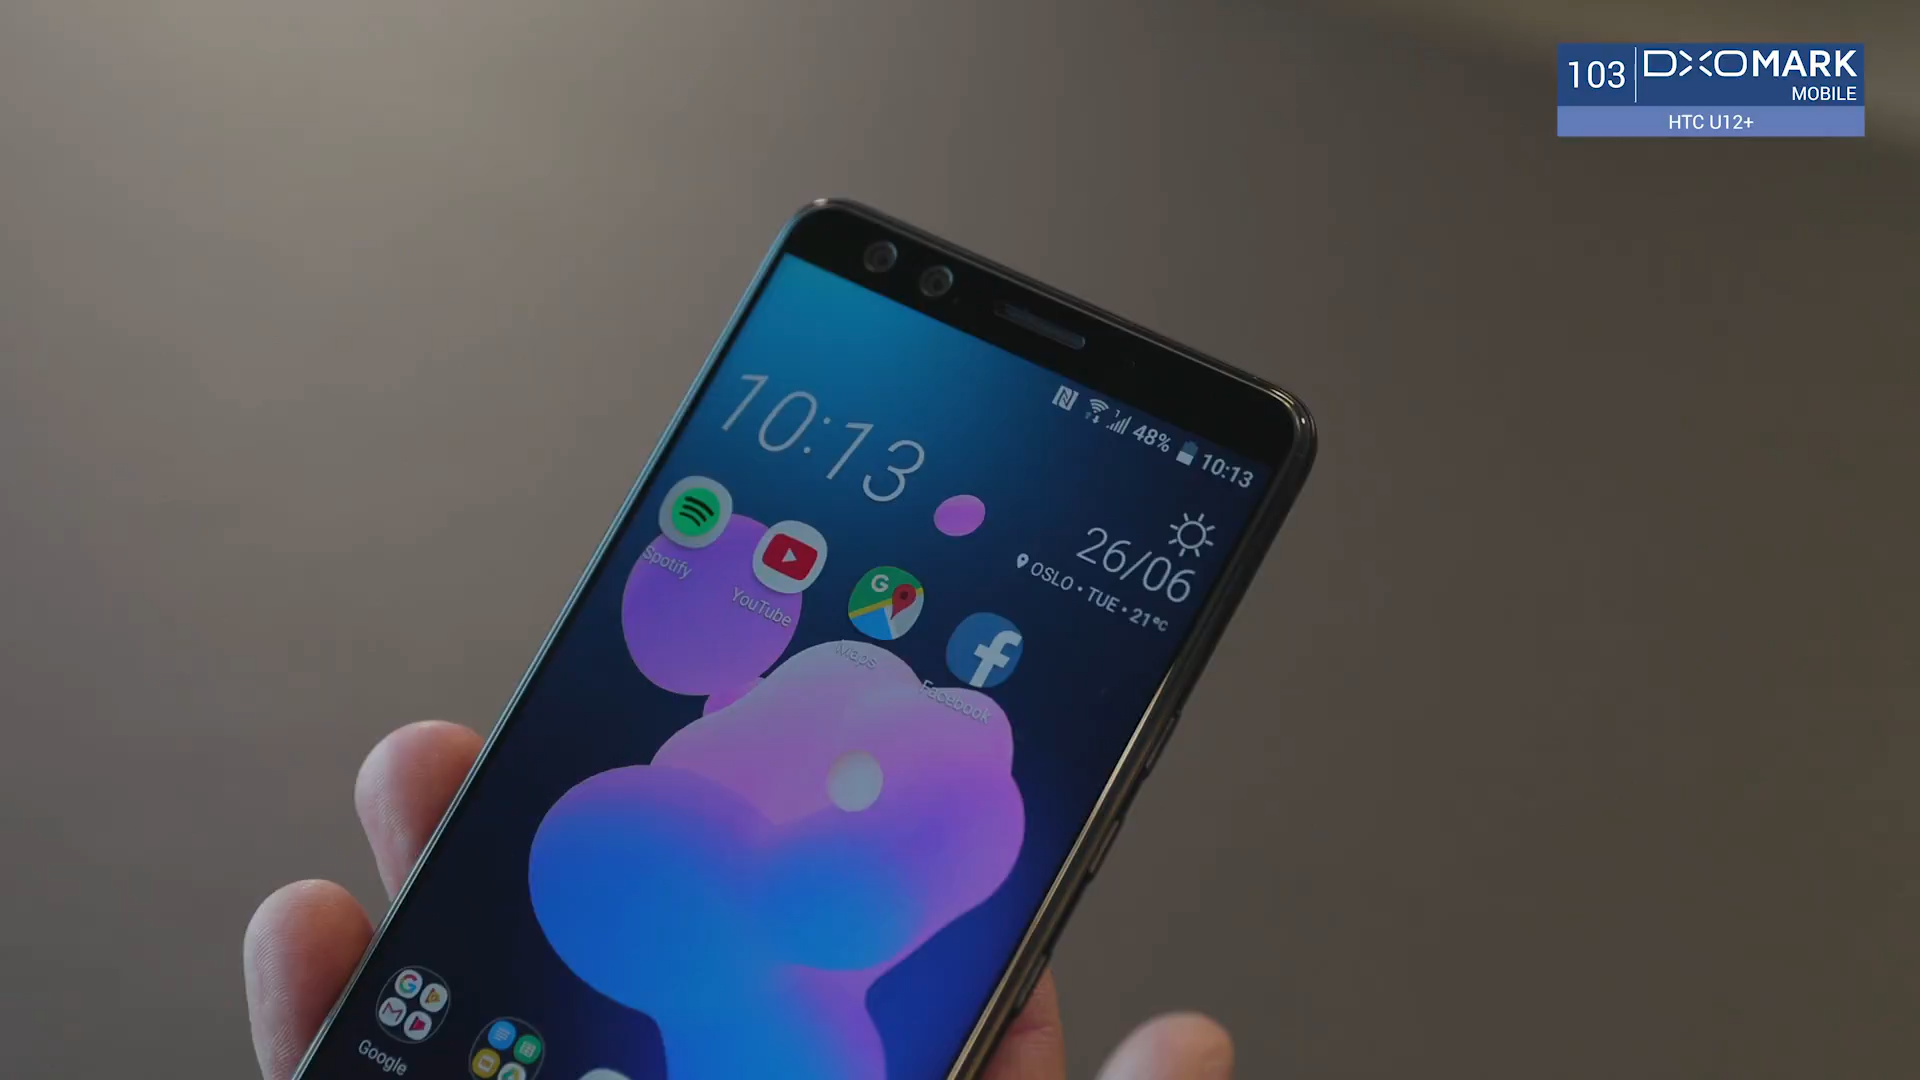 103 DXOMARK
MOBILE
HTC U12+
48% 10:13
10:13
26/06
OSLO • TUE • 21°C
Spotify
YouTube
Maps
Facebook
Google